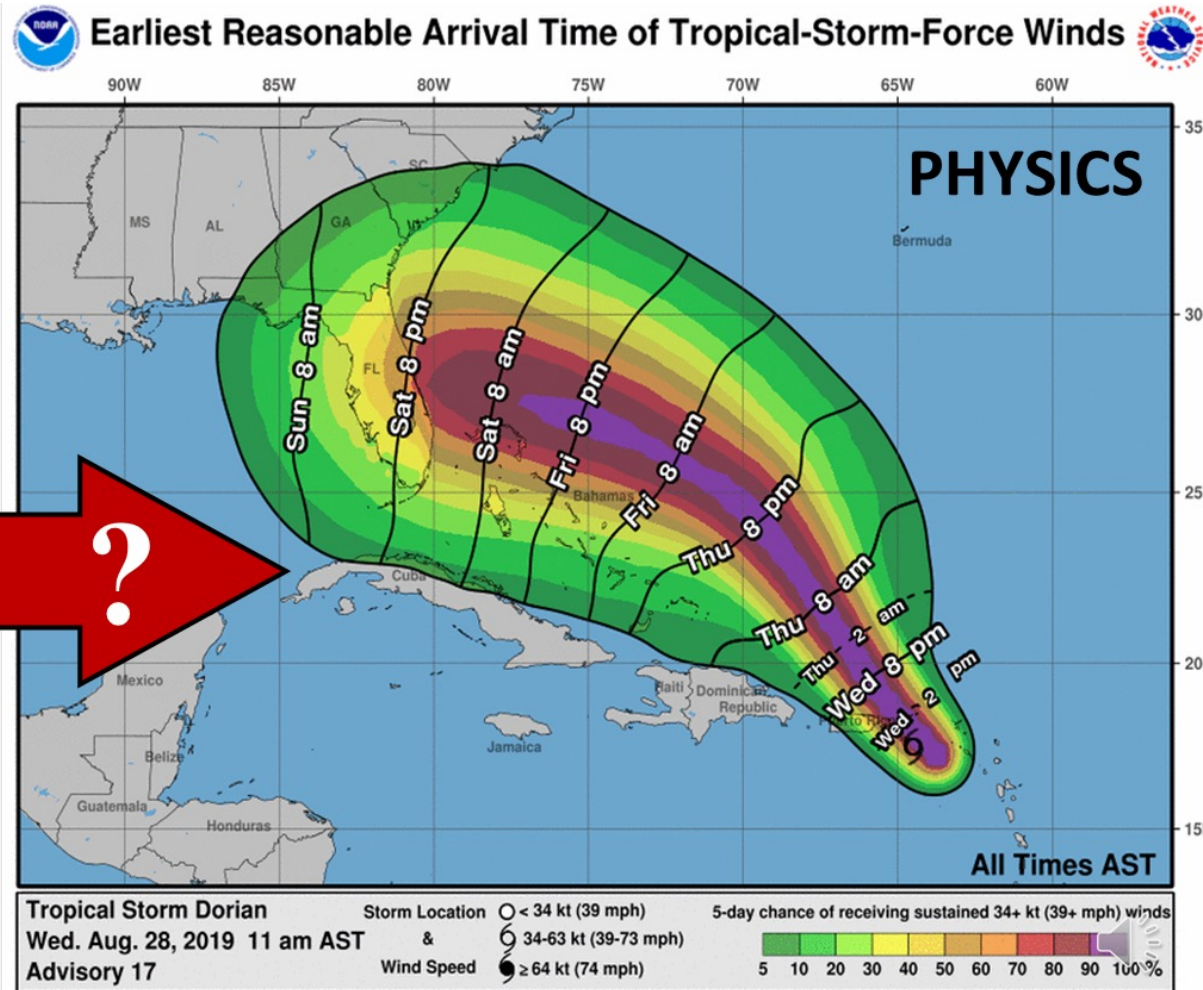 NOAA
Earliest Reasonable Arrival Time of Tropical-Storm-Force Winds
90W 85W 80W 75W 70W 65W 60W
35
PHYSICS
SC
MS AL GA
Bermuda
30
Sun 8 am
Sat 8 pm
Sat 8 am
Fri 8 pm
Fri 8 am
Thu 8 pm
Thu 8 am
Thu 2 am
Wed 8 pm
Wed 2 pm
FL
25
Bahamas
?
Cuba
20
Mexico
Haiti
Dominican
Republic
Puerto Rico
Jamaica
Belize
Guatemala
Honduras
15
All Times AST
Tropical Storm Dorian
Wed. Aug. 28, 2019 11 am AST
Advisory 17
Storm Location
&
Wind Speed
< 34 kt (39 mph)
34-63 kt (39-73 mph)
≥ 64 kt (74 mph)
5-day chance of receiving sustained 34+ kt (39+ mph) winds
5 10 20 30 40 50 60 70 80 90 100%